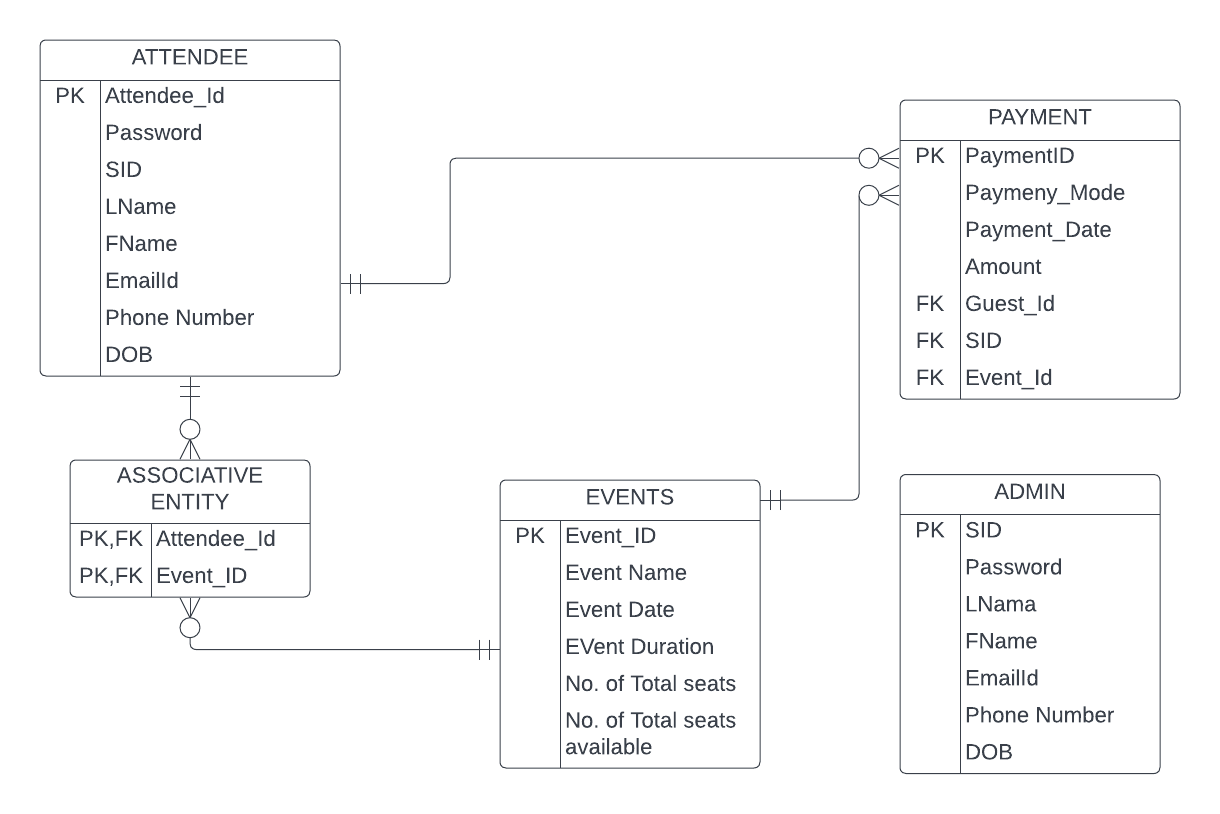 ATTENDEE
PK Attendee_Id
Password
SID
LName
FName
EmailId
Phone Number
DOB
PAYMENT
PK PaymentID
Paymeny_Mode
Payment_Date
Amount
FK Guest_Id
FK SID
FK Event_Id
ASSOCIATIVE
ENTITY
PK,FK Attendee_Id
PK,FK Event_ID
EVENTS
PK Event_ID
Event Name
Event Date
EVent Duration
No. of Total seats
No. of Total seats
available
ADMIN
PK SID
Password
LNama
FName
EmailId
Phone Number
DOB